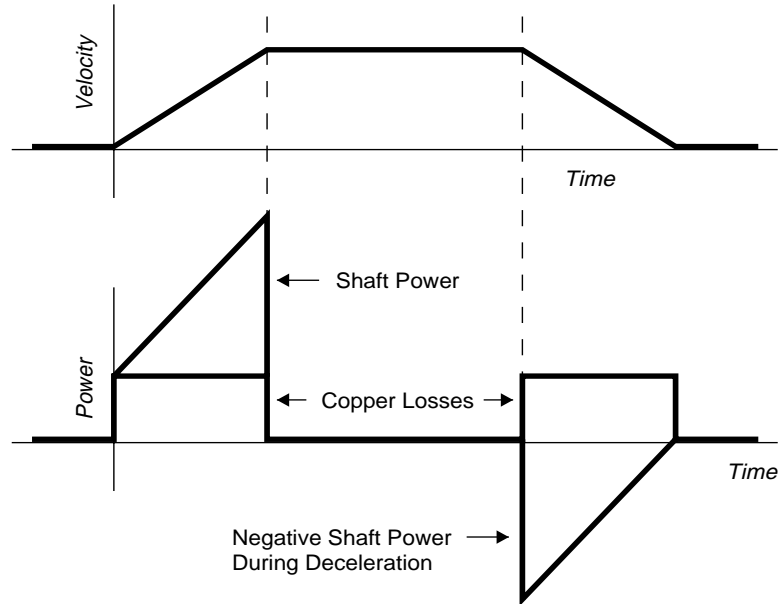 Velocity
Time
Shaft Power
Power
Copper Losses
Time
Negative Shaft Power
During Deceleration